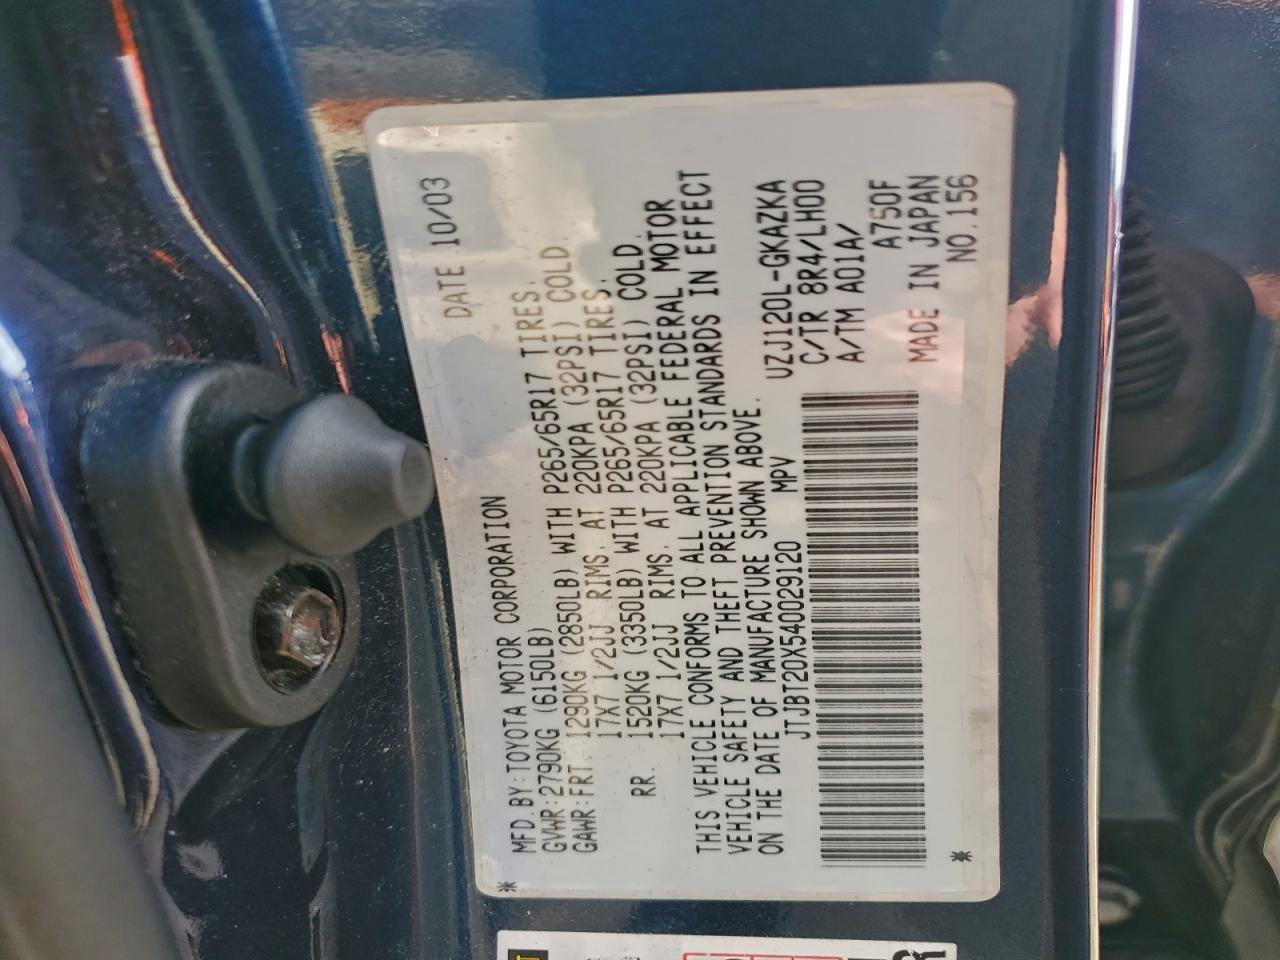 DATE 10/03
MFD BY:TOYOTA MOTOR CORPORATION
GVWR:2790KG (6150LB)
GAWR:FRT. 1290KG (2850LB) WITH P265/65R17 TIRES.
17X7 1/2JJ RIMS. AT 220KPA (32PSI) COLD.
RR. 1520KG (3350LB) WITH P265/65R17 TIRES.
17X7 1/2JJ RIMS. AT 220KPA (32PSI) COLD.
THIS VEHICLE CONFORMS TO ALL APPLICABLE FEDERAL MOTOR
VEHICLE SAFETY AND THEFT PREVENTION STANDARDS IN EFFECT
ON THE DATE OF MANUFACTURE SHOWN ABOVE.
JTJBT20X540029120 MPV
UZJ120L-GKAZKA
C/TR 8R4/LH00
A/TM A01A/
A750F
MADE IN JAPAN
NO.156